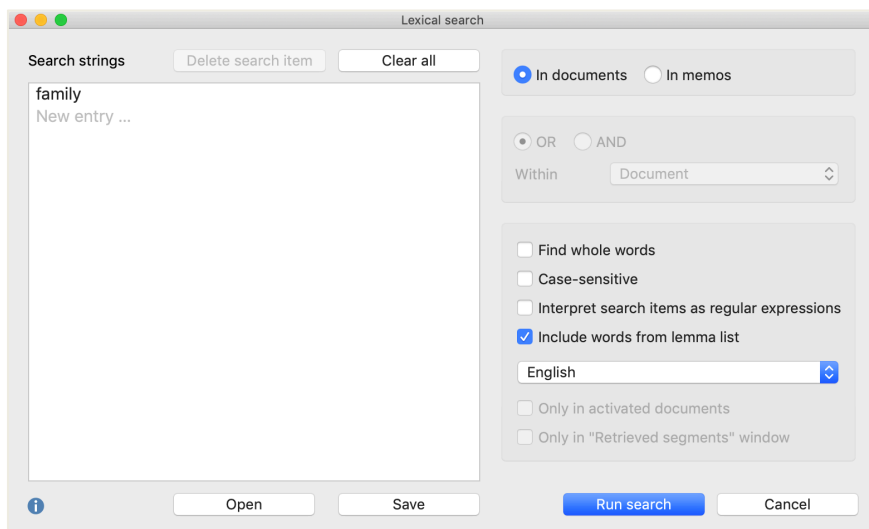 Lexical search
Search strings
Delete search item
Clear all
family
New entry ...
In documents
In memos
OR
AND
Within
Document
Find whole words
Case-sensitive
Interpret search items as regular expressions
Include words from lemma list
English
Only in activated documents
Only in "Retrieved segments" window
Open
Save
Run search
Cancel